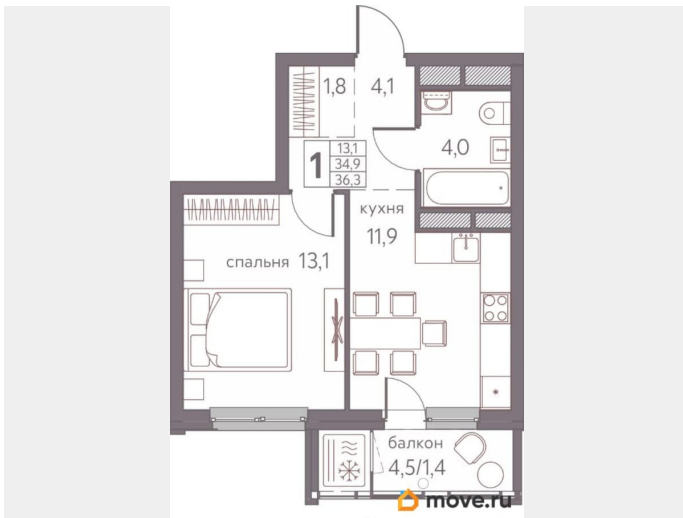 1,8
4,1
1
13,1
34,9
36,3
4,0
кухня
11,9
спальня 13,1
балкон
4,5/1,4
move.ru